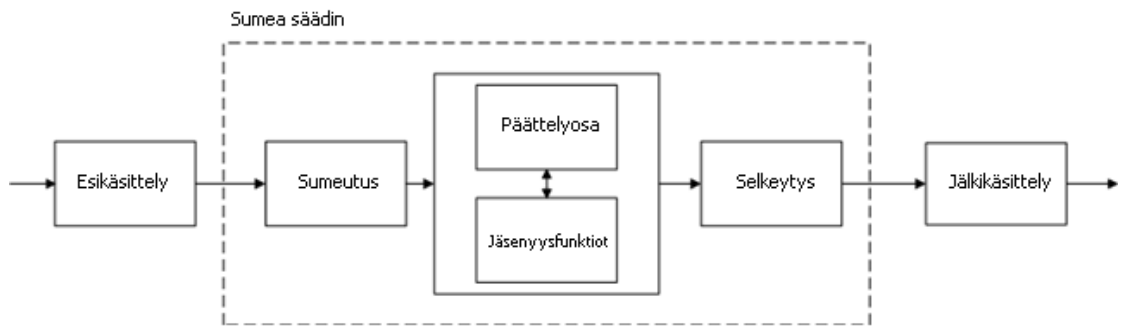 Sumea säädin
Esikäsittely
Sumeutus
Päättelyosa
Jäsenyysfunktiot
Selkeytys
Jälkikäsittely